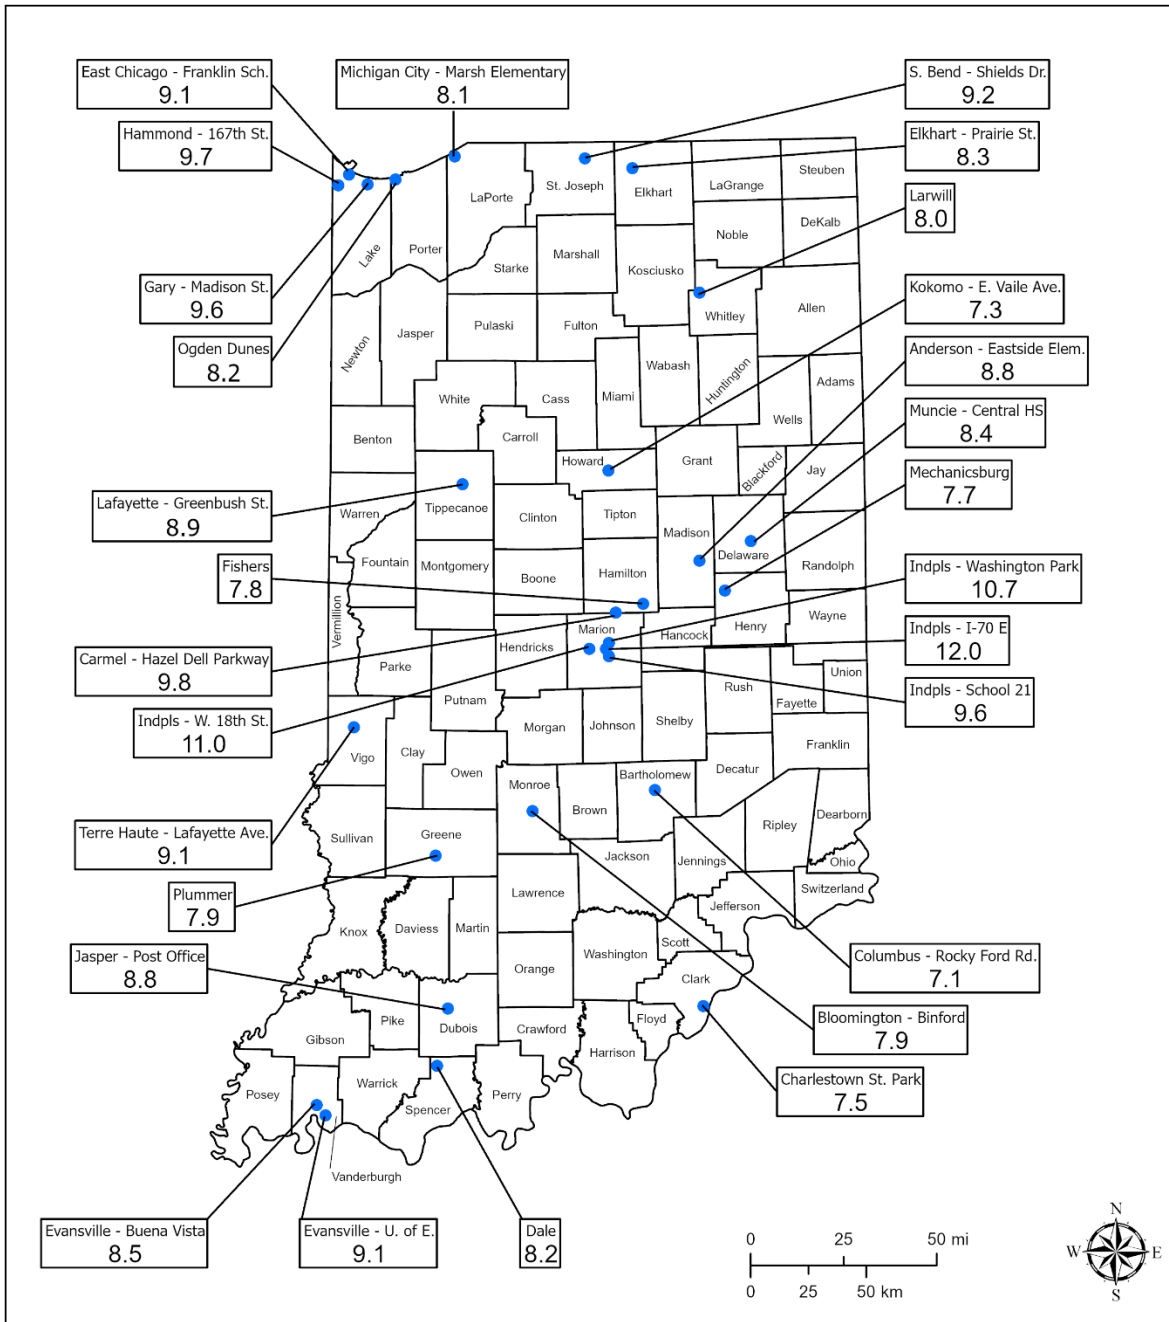 East Chicago - Franklin Sch.
9.1
Michigan City - Marsh Elementary
8.1
S. Bend - Shields Dr.
9.2
Hammond - 167th St.
9.7
Elkhart - Prairie St.
8.3
Larwill
8.0
Gary - Madison St.
9.6
Kokomo - E. Vaile Ave.
7.3
Ogden Dunes
8.2
Anderson - Eastside Elem.
8.8
Muncie - Central HS
8.4
Mechanicsburg
7.7
Lafayette - Greenbush St.
8.9
Fishers
7.8
Indpls - Washington Park
10.7
Indpls - I-70 E
12.0
Carmel - Hazel Dell Parkway
9.8
Indpls - School 21
9.6
Indpls - W. 18th St.
11.0
Terre Haute - Lafayette Ave.
9.1
Plummer
7.9
Jasper - Post Office
8.8
Columbus - Rocky Ford Rd.
7.1
Bloomington - Binford
7.9
Charlestown St. Park
7.5
Evansville - Buena Vista
8.5
Evansville - U. of E.
9.1
Dale
8.2
Lake
Porter
LaPorte
St. Joseph
Elkhart
LaGrange
Steuben
Noble
DeKalb
Starke
Marshall
Kosciusko
Whitley
Allen
Newton
Jasper
Pulaski
Fulton
Wabash
Huntington
Miami
White
Cass
Adams
Wells
Benton
Carroll
Howard
Grant
Blackford
Jay
Warren
Tippecanoe
Clinton
Tipton
Madison
Delaware
Randolph
Fountain
Montgomery
Boone
Hamilton
Vermillion
Parke
Putnam
Hendricks
Marion
Hancock
Henry
Wayne
Rush
Fayette
Union
Vigo
Clay
Owen
Morgan
Johnson
Shelby
Franklin
Decatur
Monroe
Brown
Bartholomew
Ripley
Dearborn
Sullivan
Greene
Jackson
Jennings
Ohio
Switzerland
Lawrence
Jefferson
Knox
Daviess
Martin
Orange
Washington
Scott
Clark
Pike
Dubois
Crawford
Floyd
Harrison
Gibson
Posey
Warrick
Spencer
Perry
Vanderburgh
0 25 50 mi
0 25 50 km
N
W E
S